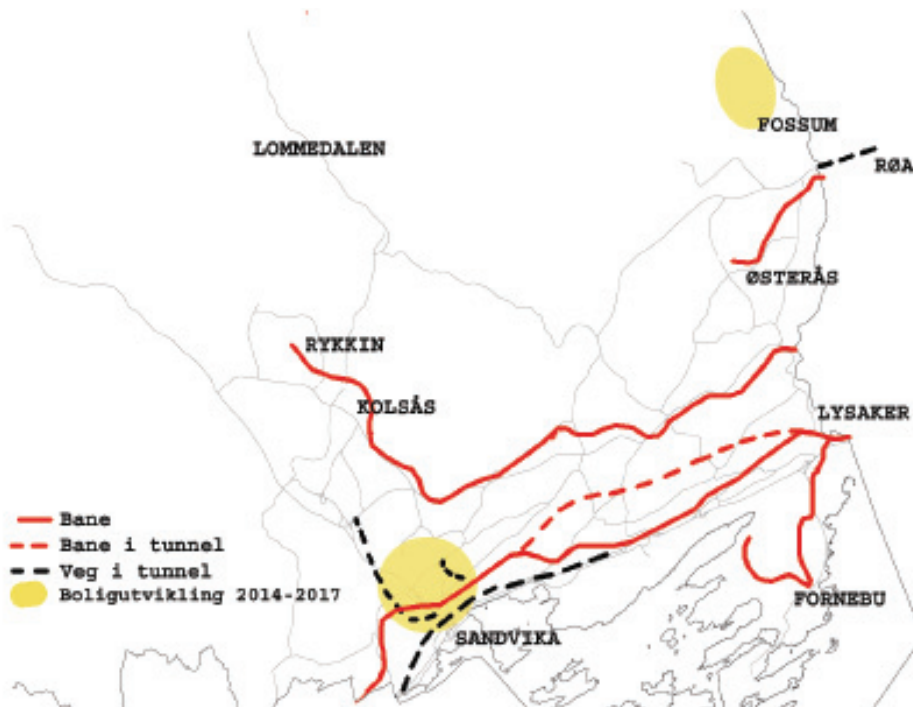 FOSSUM
LOMMEDALEN
RØA
ØSTERÅS
RYKKIN
KOLSÅS
LYSAKER
Bane
Bane i tunnel
Veg i tunnel
Boligutvikling 2014-2017
FORNEBU
SANDVIKA